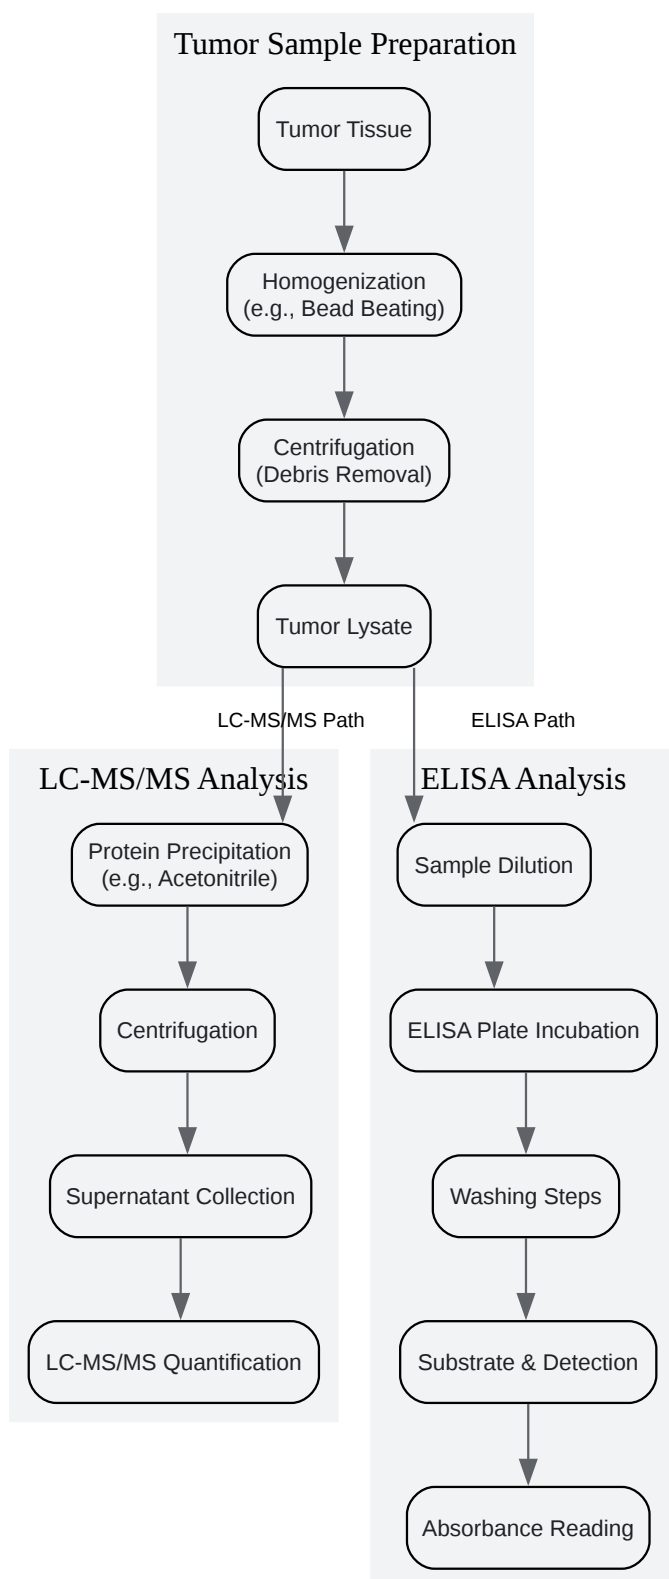 Tumor Sample Preparation
Tumor Tissue
Homogenization
(e.g., Bead Beating)
Centrifugation
(Debris Removal)
Tumor Lysate
LC-MS/MS Path
ELISA Path
LC-MS/MS Analysis
Protein Precipitation
(e.g., Acetonitrile)
Centrifugation
Supernatant Collection
LC-MS/MS Quantification
ELISA Analysis
Sample Dilution
ELISA Plate Incubation
Washing Steps
Substrate & Detection
Absorbance Reading